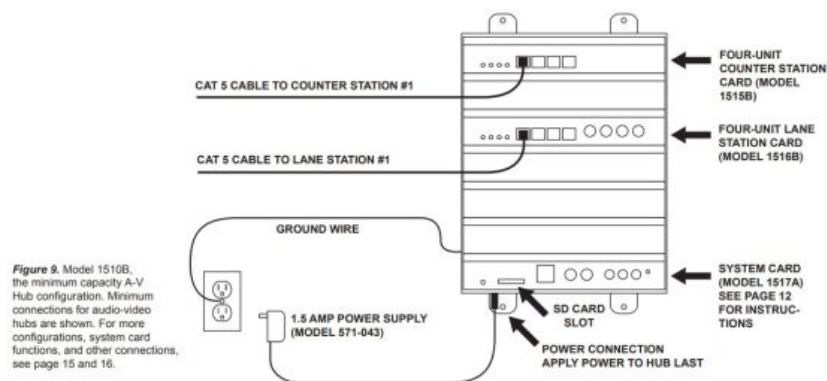 FOUR-UNIT
COUNTER STATION
CARD (MODEL
1515B)
CAT 5 CABLE TO COUNTER STATION #1
FOUR-UNIT LANE
STATION CARD
(MODEL 1516B)
CAT 5 CABLE TO LANE STATION #1
GROUND WIRE
Figure 9. Model 1510B,
the minimum capacity A-V
Hub configuration. Minimum
connections for audio-video
hubs are shown. For more
configurations, system card
functions, and other connections,
see page 15 and 16.
1.5 AMP POWER SUPPLY
(MODEL 571-043)
SD CARD
SLOT
POWER CONNECTION
APPLY POWER TO HUB LAST
SYSTEM CARD
(MODEL 1517A)
SEE PAGE 12
FOR INSTRUC-
TIONS